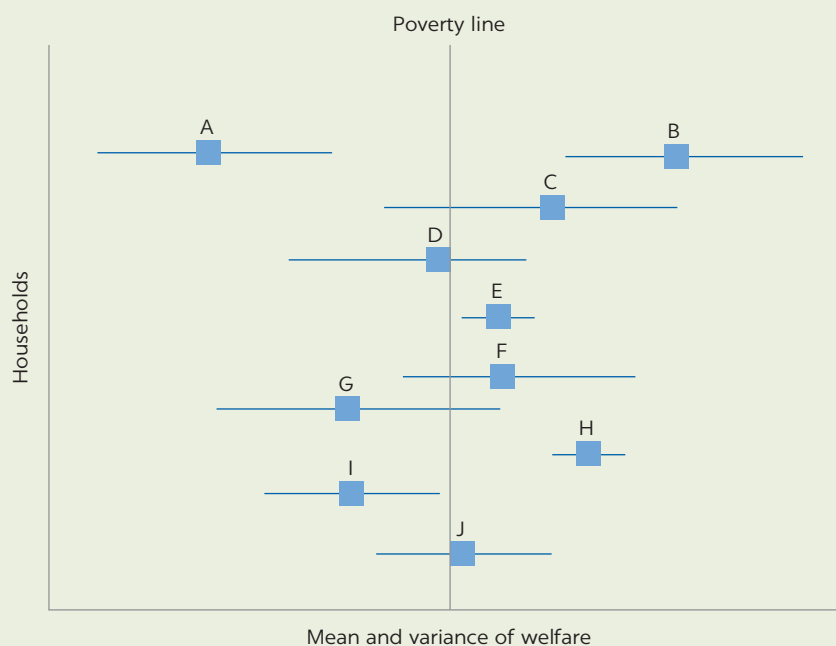 Poverty line
A
B
C
D
E
F
G
H
I
J
Households
Mean and variance of welfare